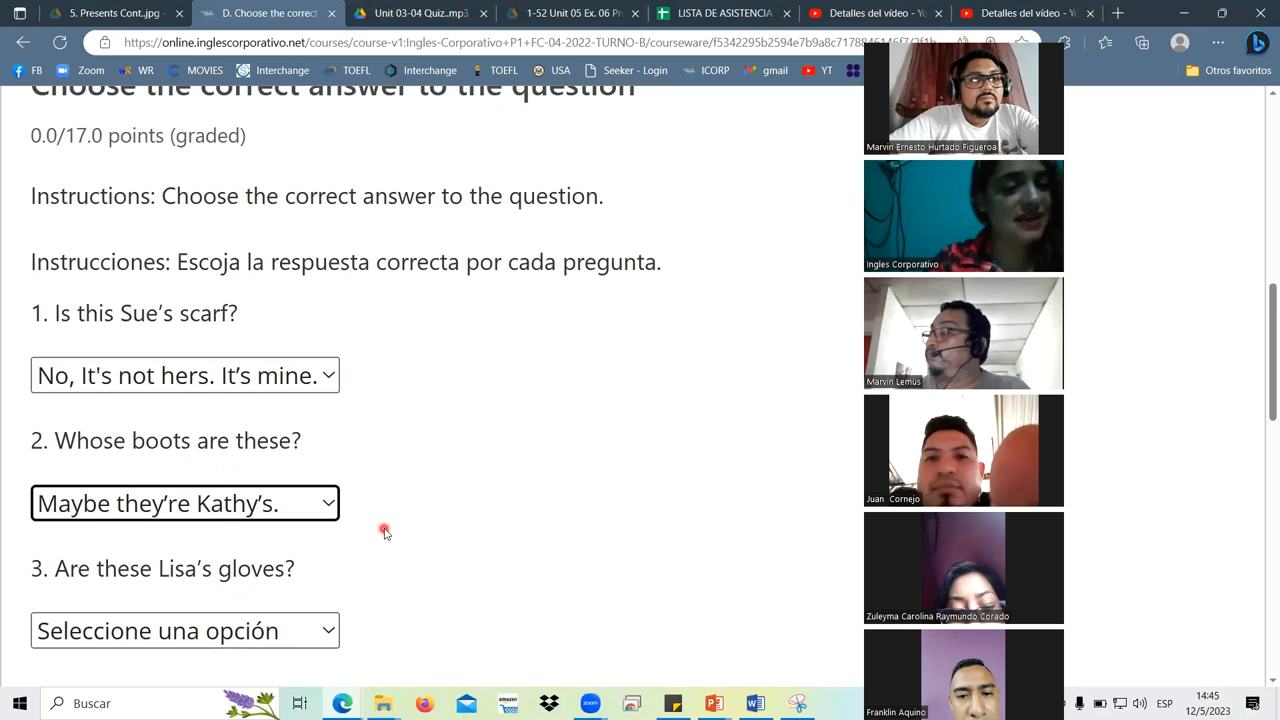 5. Presents Cont.p
D. Choose the correct
Unit 03-04 Quiz.mp3
1-52 Unit 05 Ex. 06 Pr
LISTA DE ASISTENCIA
Detalles del vídeo - Yo
Detalles del vídeo - Yo
https://online.inglescorporativo.net/courses/course-v1:Ingles-Corporativo+P1+FC-04-2022-TURNO-B/courseware/f5342295b2594e7b9a8c7178846146f7/2f1b
FB
Zoom
WR
MOVIES
Interchange
TOEFL
Interchange
TOEFL
USA
Seeker - Login
ICORP
gmail
YT
Otros favoritos
Choose the correct answer to the question
0.0/17.0 points (graded)
Instructions: Choose the correct answer to the question.
Instrucciones: Escoja la respuesta correcta por cada pregunta.
1. Is this Sue’s scarf?
No, It's not hers. It’s mine.
2. Whose boots are these?
Maybe they’re Kathy’s.
3. Are these Lisa’s gloves?
Seleccione una opción
Marvin Ernesto Hurtado Figueroa
Ingles Corporativo
Marvin Lemus
Juan Cornejo
Zuleyma Carolina Raymundo Corado
Franklin Aquino
Buscar
amazon
zoom
ESP
14:45
12/5/2023